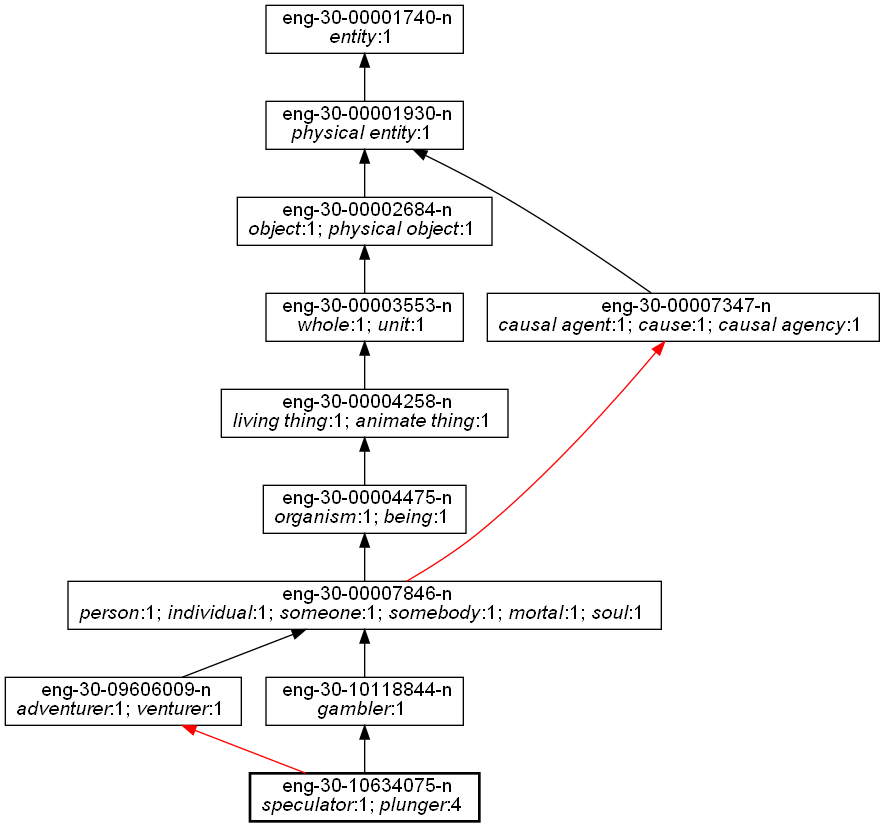 eng-30-00001740-n
entity:1
eng-30-00001930-n
physical entity:1
eng-30-00002684-n
object:1; physical object:1
eng-30-00003553-n
whole:1; unit:1
eng-30-00007347-n
causal agent:1; cause:1; causal agency:1
eng-30-00004258-n
living thing:1; animate thing:1
eng-30-00004475-n
organism:1; being:1
eng-30-00007846-n
person:1; individual:1; someone:1; somebody:1; mortal:1; soul:1
eng-30-09606009-n
adventurer:1; venturer:1
eng-30-10118844-n
gambler:1
eng-30-10634075-n
speculator:1; plunger:4